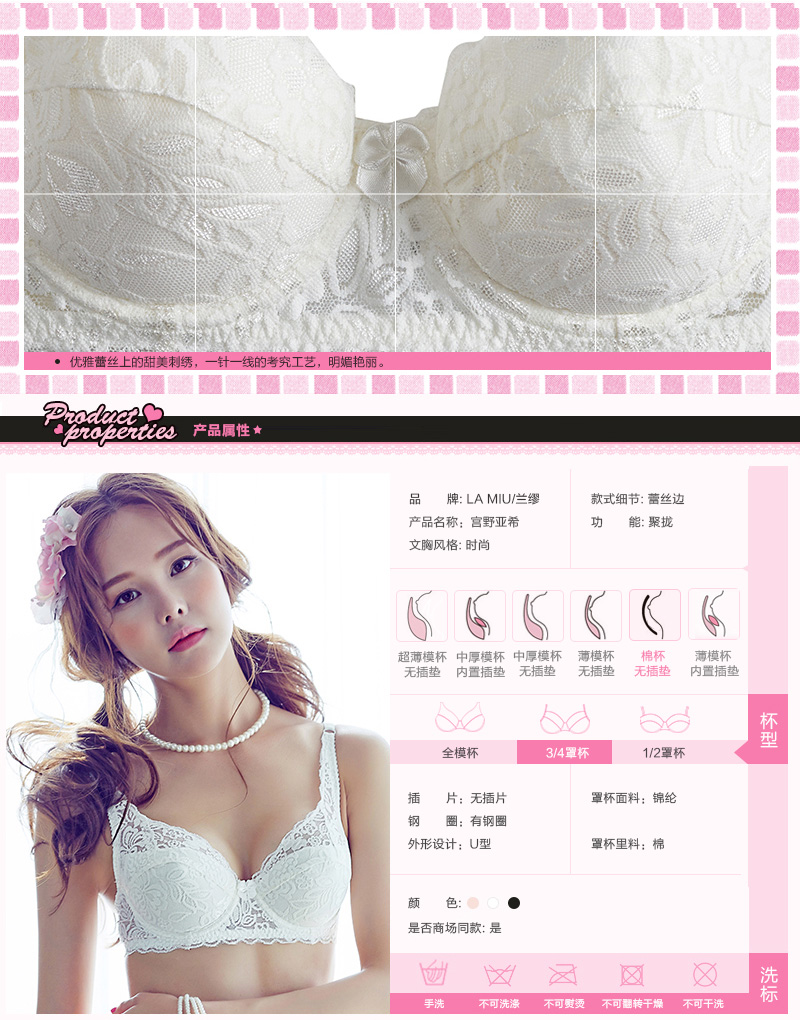 • 优雅蕾丝上的甜美刺绣，一针一线的考究工艺，明媚艳丽。
Product
properties 产品属性★
品 牌: LA MIU/兰缪
款式细节: 蕾丝边
产品名称：宫野亚希
功 能: 聚拢
文胸风格: 时尚
超薄模杯 中厚模杯 中厚模杯 薄模杯 棉杯 薄模杯
无插垫 内置插垫 无插垫 无插垫 无插垫 内置插垫
全模杯 3/4罩杯 1/2罩杯
杯型
插 片：无插片
罩杯面料：锦纶
钢 圈：有钢圈
外形设计：U型
罩杯里料：棉
颜 色:
是否商场同款: 是
手洗 不可洗涤 不可熨烫 不可翻转干燥 不可干洗
洗标